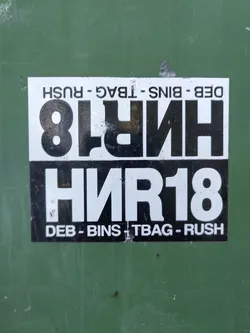 DEB - BINS - TBAG - RUSH
HИR18
HИR18
DEB - BINS - TBAG - RUSH